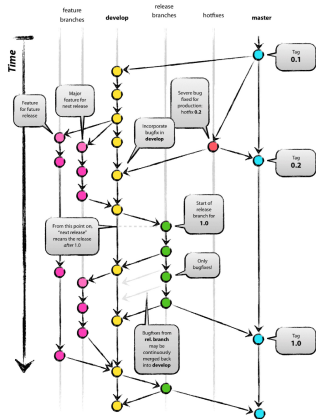 feature
branches
develop
release
branches
hotfixes
master
Time
Tag
0.1
Feature
for future
release
Major
feature for
next release
Severe bug
fixed for
production:
hotfix 0.2
Incorporate
bugfix in
develop
Tag
0.2
Start of
release
branch for
1.0
From this point on,
"next release"
means the release
after 1.0
Only
bugfixes!
Bugfixes from
rel. branch
may be
continuously
merged back
into develop
Tag
1.0